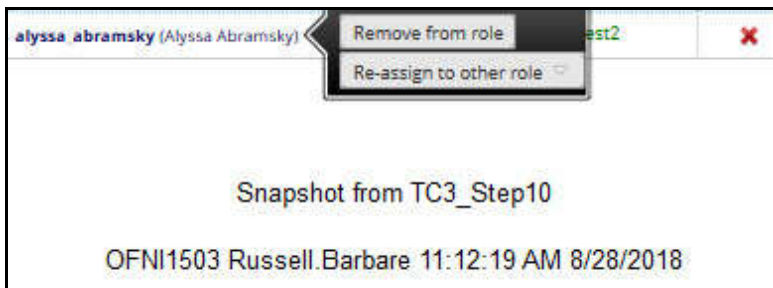 alyssa_abramsky (Alyssa Abramsky) Remove from role est2
Re-assign to other role
Snapshot from TC3_Step10
OFNI1503 Russell.Barbare 11:12:19 AM 8/28/2018